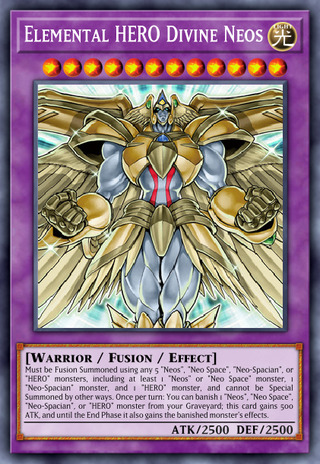 Elemental HERO Divine Neos
LIGHT
光
[Warrior / Fusion / Effect]
Must be Fusion Summoned using any 5 "Neos", "Neo Space", "Neo-Spacian", or
"HERO" monsters, including at least 1 "Neos" or "Neo Space" monster, 1
"Neo-Spacian" monster, and 1 "HERO" monster, and cannot be Special
Summoned by other ways. Once per turn: You can banish 1 "Neos", "Neo Space",
"Neo-Spacian", or "HERO" monster from your Graveyard; this card gains 500
ATK, and until the End Phase it also gains the banished monster's effects.
ATK/2500 DEF/2500